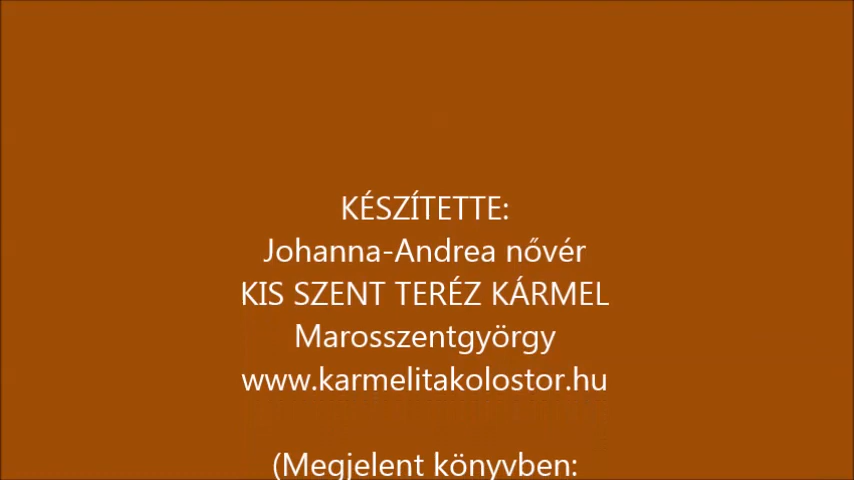 KÉSZÍTETTE:
Johanna-Andrea nővér
KIS SZENT TERÉZ KÁRMEL
Marosszentgyörgy
www.karmelitakolostor.hu
(Megjelent könyvben: